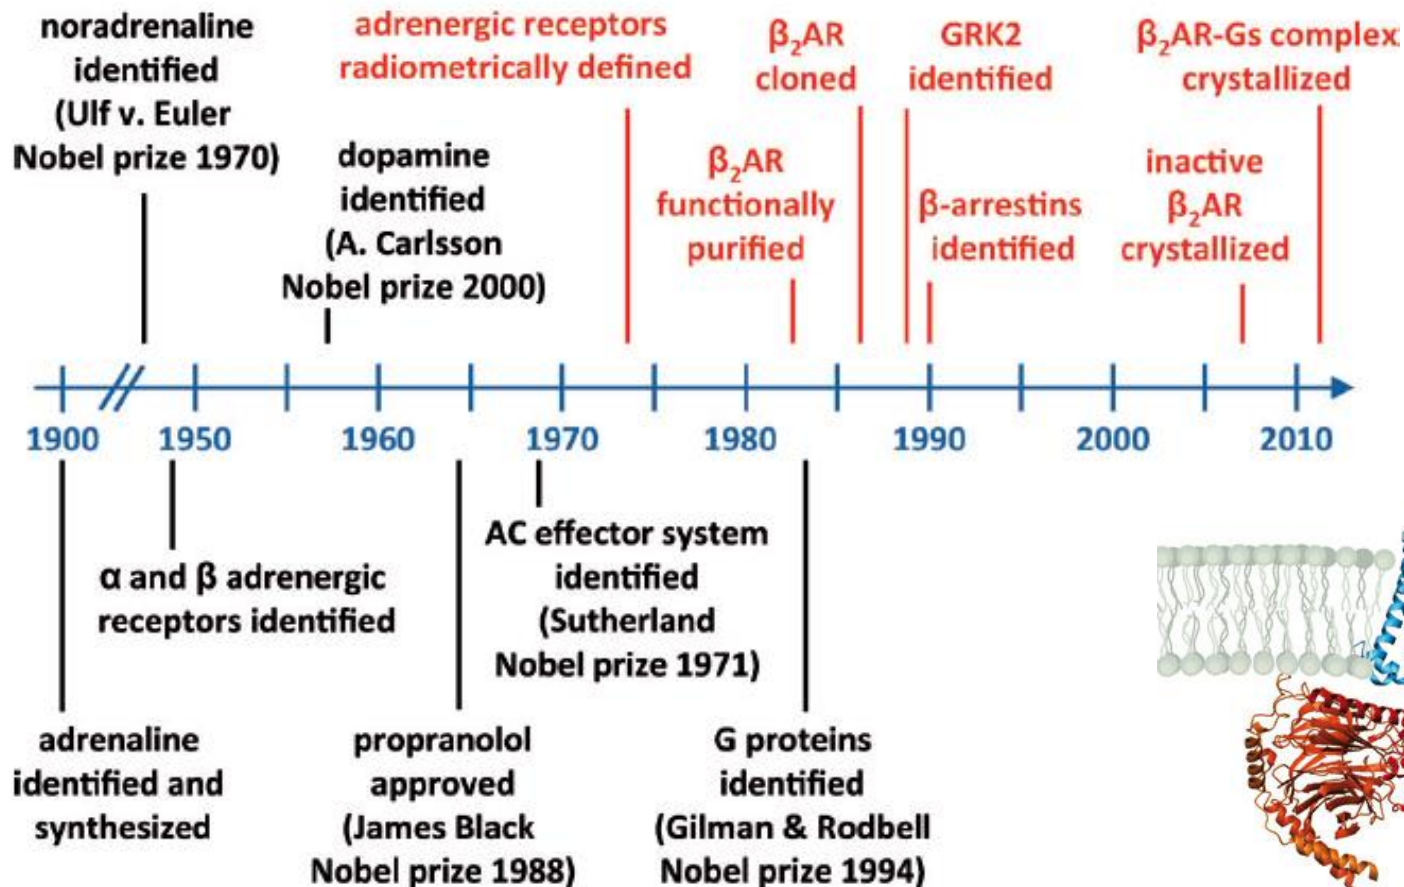 noradrenaline
identified
(Ulf v. Euler
Nobel prize 1970)
dopamine
identified
(A. Carlsson
Nobel prize 2000)
adrenergic receptors
radiometrically defined
β₂AR
functionally
purified
β₂AR
cloned
GRK2
identified
β-arrestins
identified
inactive
β₂AR
crystallized
β₂AR-Gs complex
crystallized
1900 1950 1960 1970 1980 1990 2000 2010
adrenaline
identified and
synthesized
α and β adrenergic
receptors identified
propranolol
approved
(James Black
Nobel prize 1988)
AC effector system
identified
(Sutherland
Nobel prize 1971)
G proteins
identified
(Gilman & Rodbell
Nobel prize 1994)